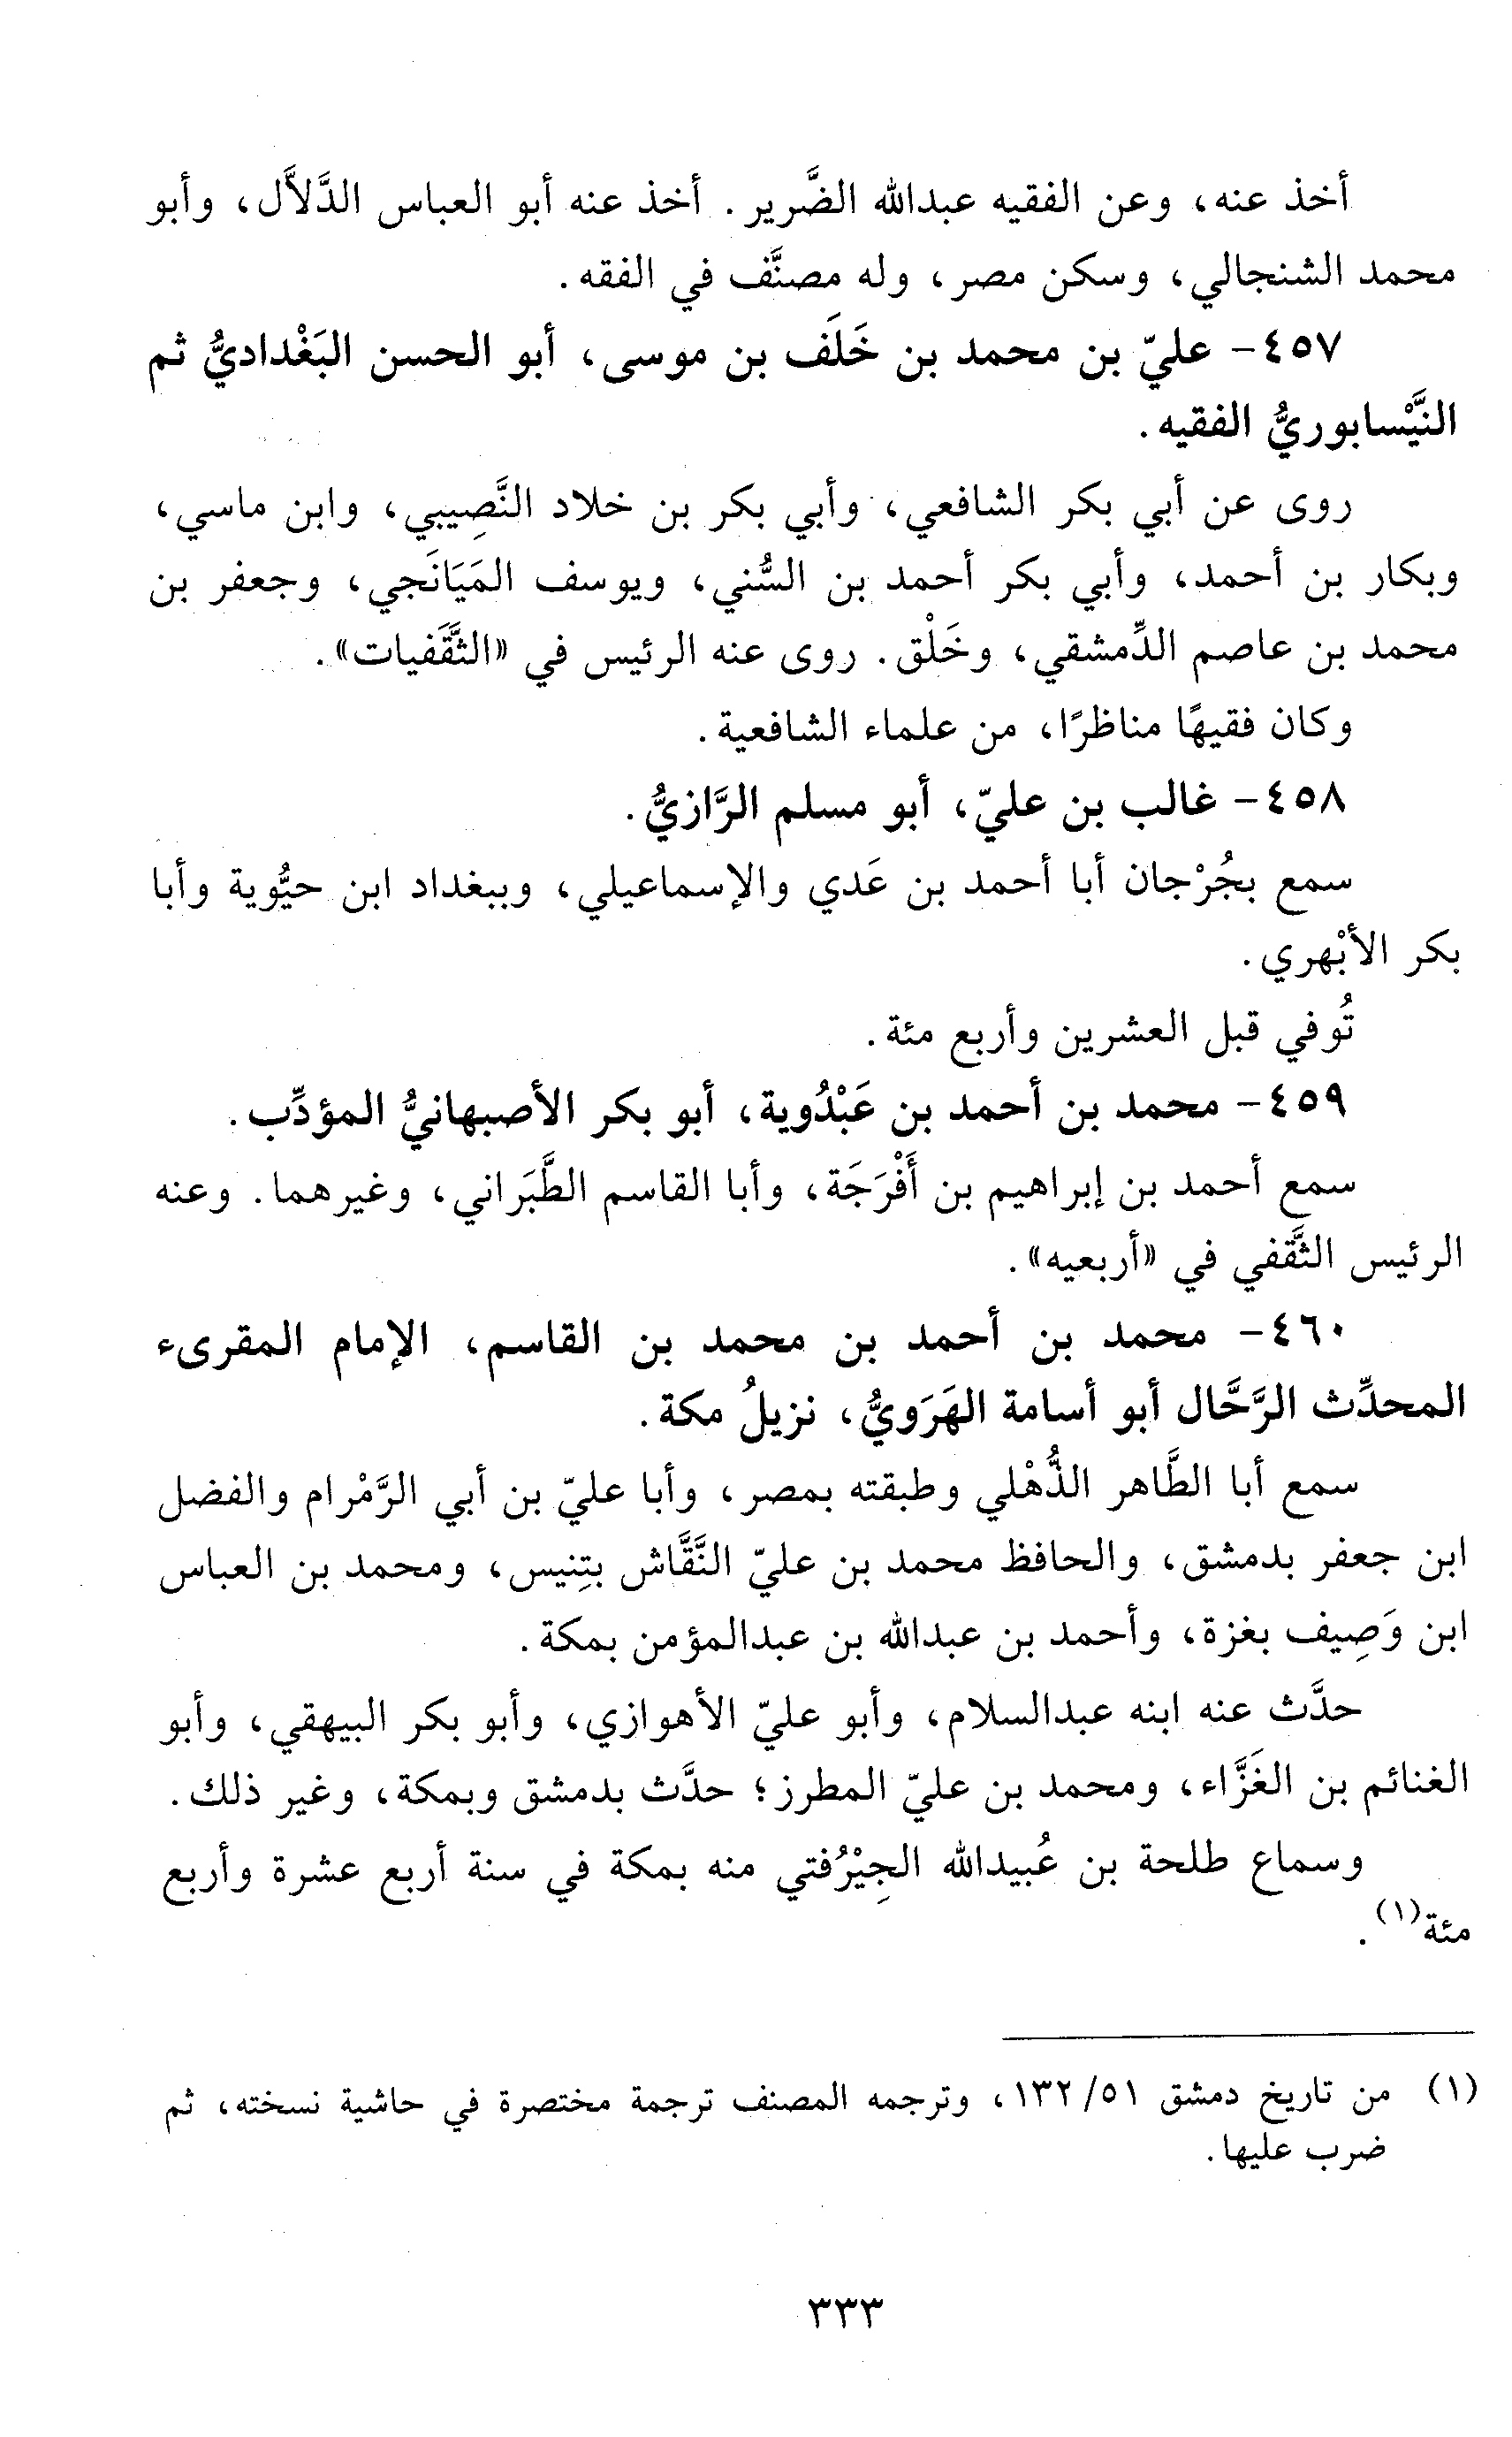 أخذ عنه، وعن الفقيه عبدالله الضَّرير. أخذ عنه أبو العباس الدَّلاَّل، وأبو
محمد الشنجالي، وسكن مصر، وله مصنَّف في الفقه.
٤٥٧- عليّ بن محمد بن خَلَف بن موسى، أبو الحسن البَغْداديُّ ثم
النَّيْسابوريُّ الفقيه.
روى عن أبي بكر الشافعي، وأبي بكر بن خلاد النَّصِيبي، وابن ماسي،
وبكار بن أحمد، وأبي بكر أحمد بن السُّني، ويوسف المَيَانَجي، وجعفر بن
محمد بن عاصم الدِّمشقي، وخَلْق. روى عنه الرئيس في «الثَّقَفيات».
وكان فقيهًا مناظرًا، من علماء الشافعية.
٤٥٨- غالب بن عليّ، أبو مسلم الرَّازيُّ.
سمع بجُرْجان أبا أحمد بن عَدي والإسماعيلي، وببغداد ابن حيُّوية وأبا
بكر الأبْهري.
تُوفي قبل العشرين وأربع مئة.
٤٥٩- محمد بن أحمد بن عَبْدُوية، أبو بكر الأصبهانيُّ المؤدِّب.
سمع أحمد بن إبراهيم بن أَفْرَجَة، وأبا القاسم الطَّبَراني، وغيرهما. وعنه
الرئيس الثَّقفي في «أربعيه».
٤٦٠- محمد بن أحمد بن محمد بن القاسم، الإمام المقرىء
المحدِّث الرَّحَّال أبو أسامة الهَرَويُّ، نزيلُ مكة.
سمع أبا الطَّاهر الذُّهْلي وطبقته بمصر، وأبا عليّ بن أبي الرَّمْرام والفضل
ابن جعفر بدمشق، والحافظ محمد بن عليّ النَّقَّاش بتِنيس، ومحمد بن العباس
ابن وَصِيف بغزة، وأحمد بن عبدالله بن عبدالمؤمن بمكة.
حدَّث عنه ابنه عبدالسلام، وأبو عليّ الأهوازي، وأبو بكر البيهقي، وأبو
الغنائم بن الغَزَّاء، ومحمد بن عليّ المطرز؛ حدَّث بدمشق وبمكة، وغير ذلك.
وسماع طلحة بن عُبيدالله الجِيْرُفتي منه بمكة في سنة أربع عشرة وأربع
مئة(١).
(١) من تاريخ دمشق ٥١/ ١٣٢، وترجمه المصنف ترجمة مختصرة في حاشية نسخته، ثم
ضرب عليها.
٣٣٣